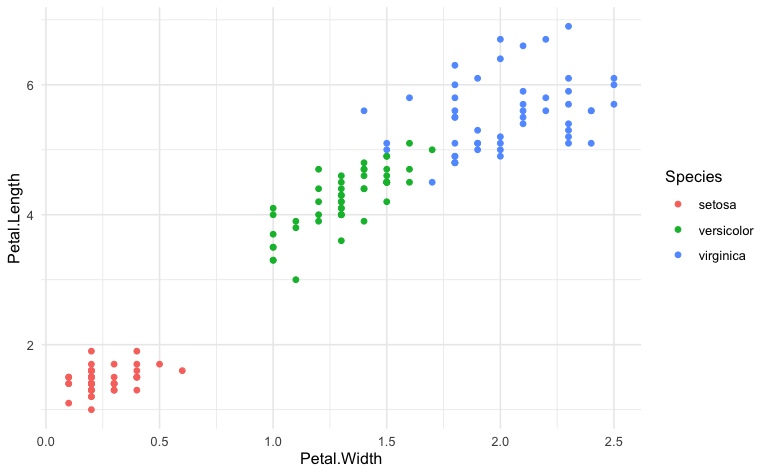 Petal.Length
6
4
2
0.0 0.5 1.0 1.5 2.0 2.5
Petal.Width
Species
setosa
versicolor
virginica